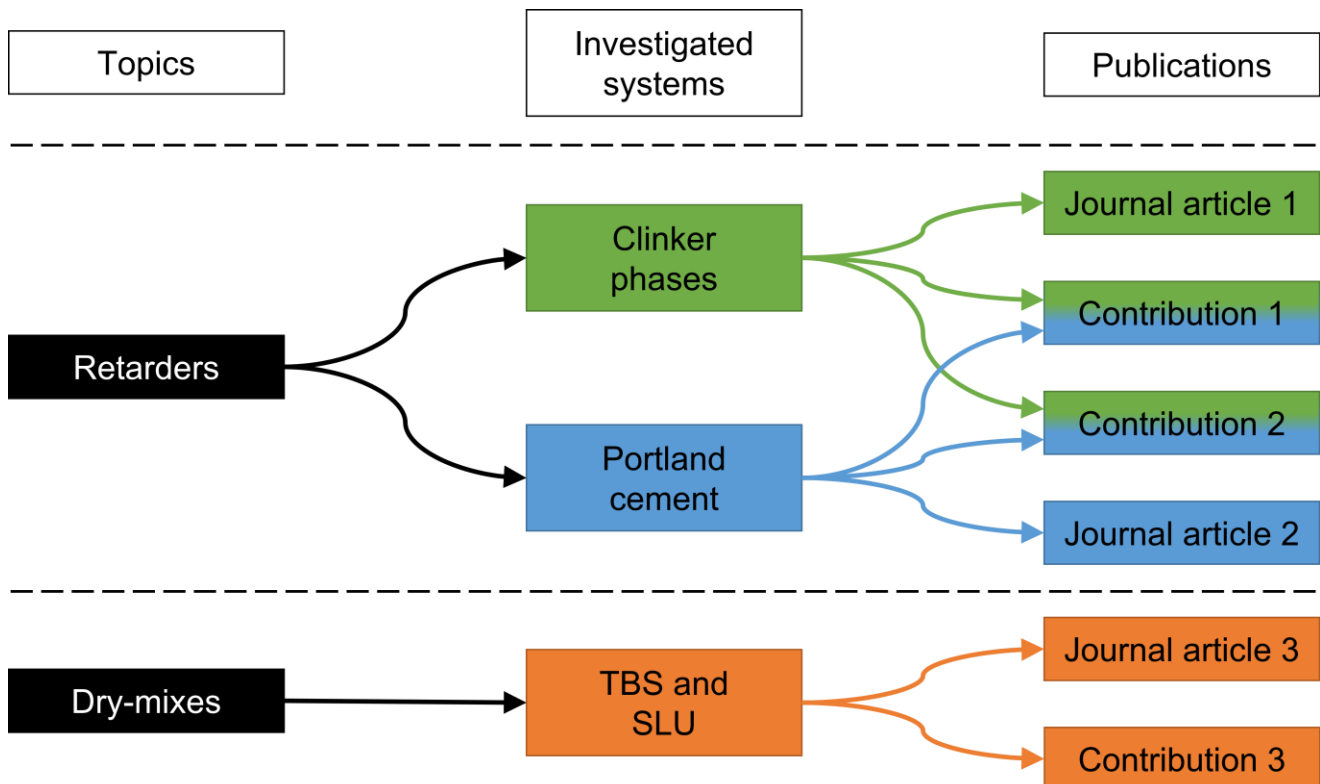 Topics
Investigated
systems
Publications
Journal article 1
Clinker
phases
Contribution 1
Retarders
Contribution 2
Portland
cement
Journal article 2
Journal article 3
Dry-mixes
TBS and
SLU
Contribution 3